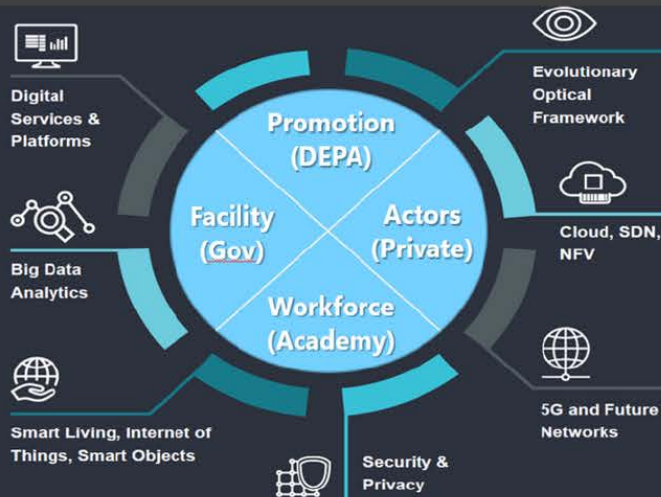 Digital
Services &
Platforms
Big Data
Analytics
Smart Living, Internet of
Things, Smart Objects
Promotion
(DEPA)
Facility
(Gov)
Actors
(Private)
Workforce
(Academy)
Evolutionary
Optical
Framework
Cloud, SDN,
NFV
5G and Future
Networks
Security &
Privacy